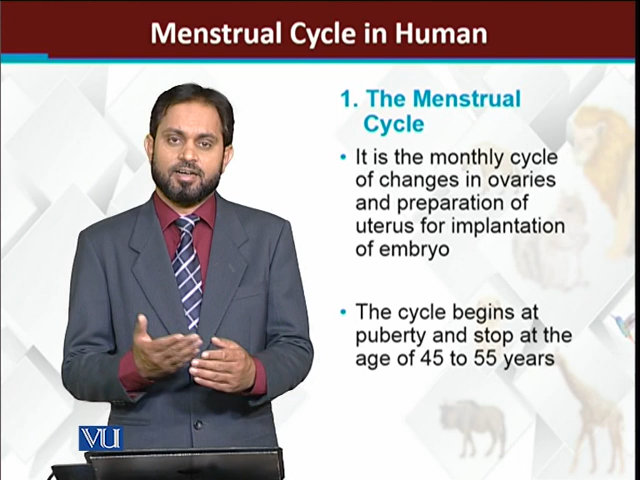 Menstrual Cycle in Human
1. The Menstrual
Cycle
• It is the monthly cycle
of changes in ovaries
and preparation of
uterus for implantation
of embryo
• The cycle begins at
puberty and stop at the
age of 45 to 55 years
VU